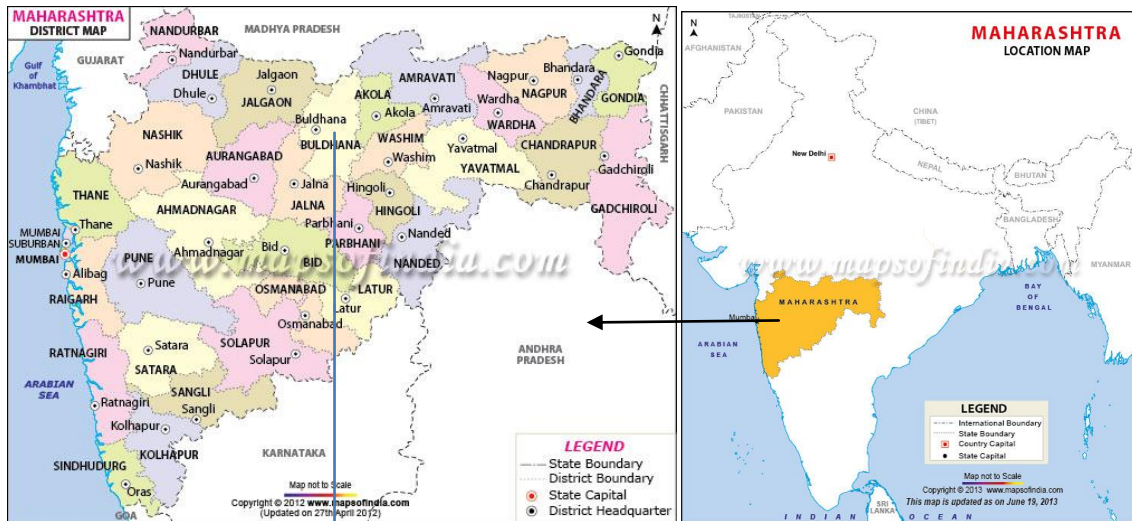 MAHARASHTRA
DISTRICT MAP
N
MADHYA PRADESH
GUJARAT
Gulf
of
Khambhat
NANDURBAR
Nandurbar
DHULE
Dhule
Jalgaon
JALGAON
Buldhana
BULDHANA
AKOLA
Akola
AMRAVATI
Amravati
Nagpur
NAGPUR
Wardha
WARDHA
Bhandara
BHANDARA
Gondia
GONDIA
CHHATTISGARH
NASHIK
Nashik
AURANGABAD
Aurangabad
Jalna
JALNA
WASHIM
Washim
Hingoli
HINGOLI
Yavatmal
YAVATMAL
CHANDRAPUR
Chandrapur
Gadchiroli
GADCHIROLI
THANE
Thane
MUMBAI
SUBURBAN
MUMBAI
AHMADNAGAR
Ahmadnagar
Bid
BID
Parbhani
PARBHANI
Nanded
NANDED
www.mapsofindia.com
PUNE
Pune
Alibag
RAIGARH
OSMANABAD
Osmanabad
LATUR
Latur
SOLAPUR
Solapur
Satara
SATARA
RATNAGIRI
Ratnagiri
ARABIAN
SEA
SANGLI
Sangli
Kolhapur
KOLHAPUR
SINDHUDURG
Oras
GOA
KARNATAKA
ANDHRA
PRADESH
Map not to Scale
Copyright © 2012 www.mapsofindia.com
(Updated on 27th April 2012)
LEGEND
State Boundary
District Boundary
State Capital
District Headquarter
N
MAHARASHTRA
LOCATION MAP
TAJIKISTAN
AFGHANISTAN
PAKISTAN
CHINA
(TIBET)
New Delhi
NEPAL
BHUTAN
BANGLADESH
MYANMAR
www.mapsofindia.com
MAHARASHTRA
Mumbai
ARABIAN
SEA
BAY
OF
BENGAL
LEGEND
International Boundary
State Boundary
Country Capital
State Capital
Map not to Scale
Copyright © 2013 www.mapsofindia.com
This map is updated as on June 19, 2013
SRI
LANKA
INDIAN OCEAN